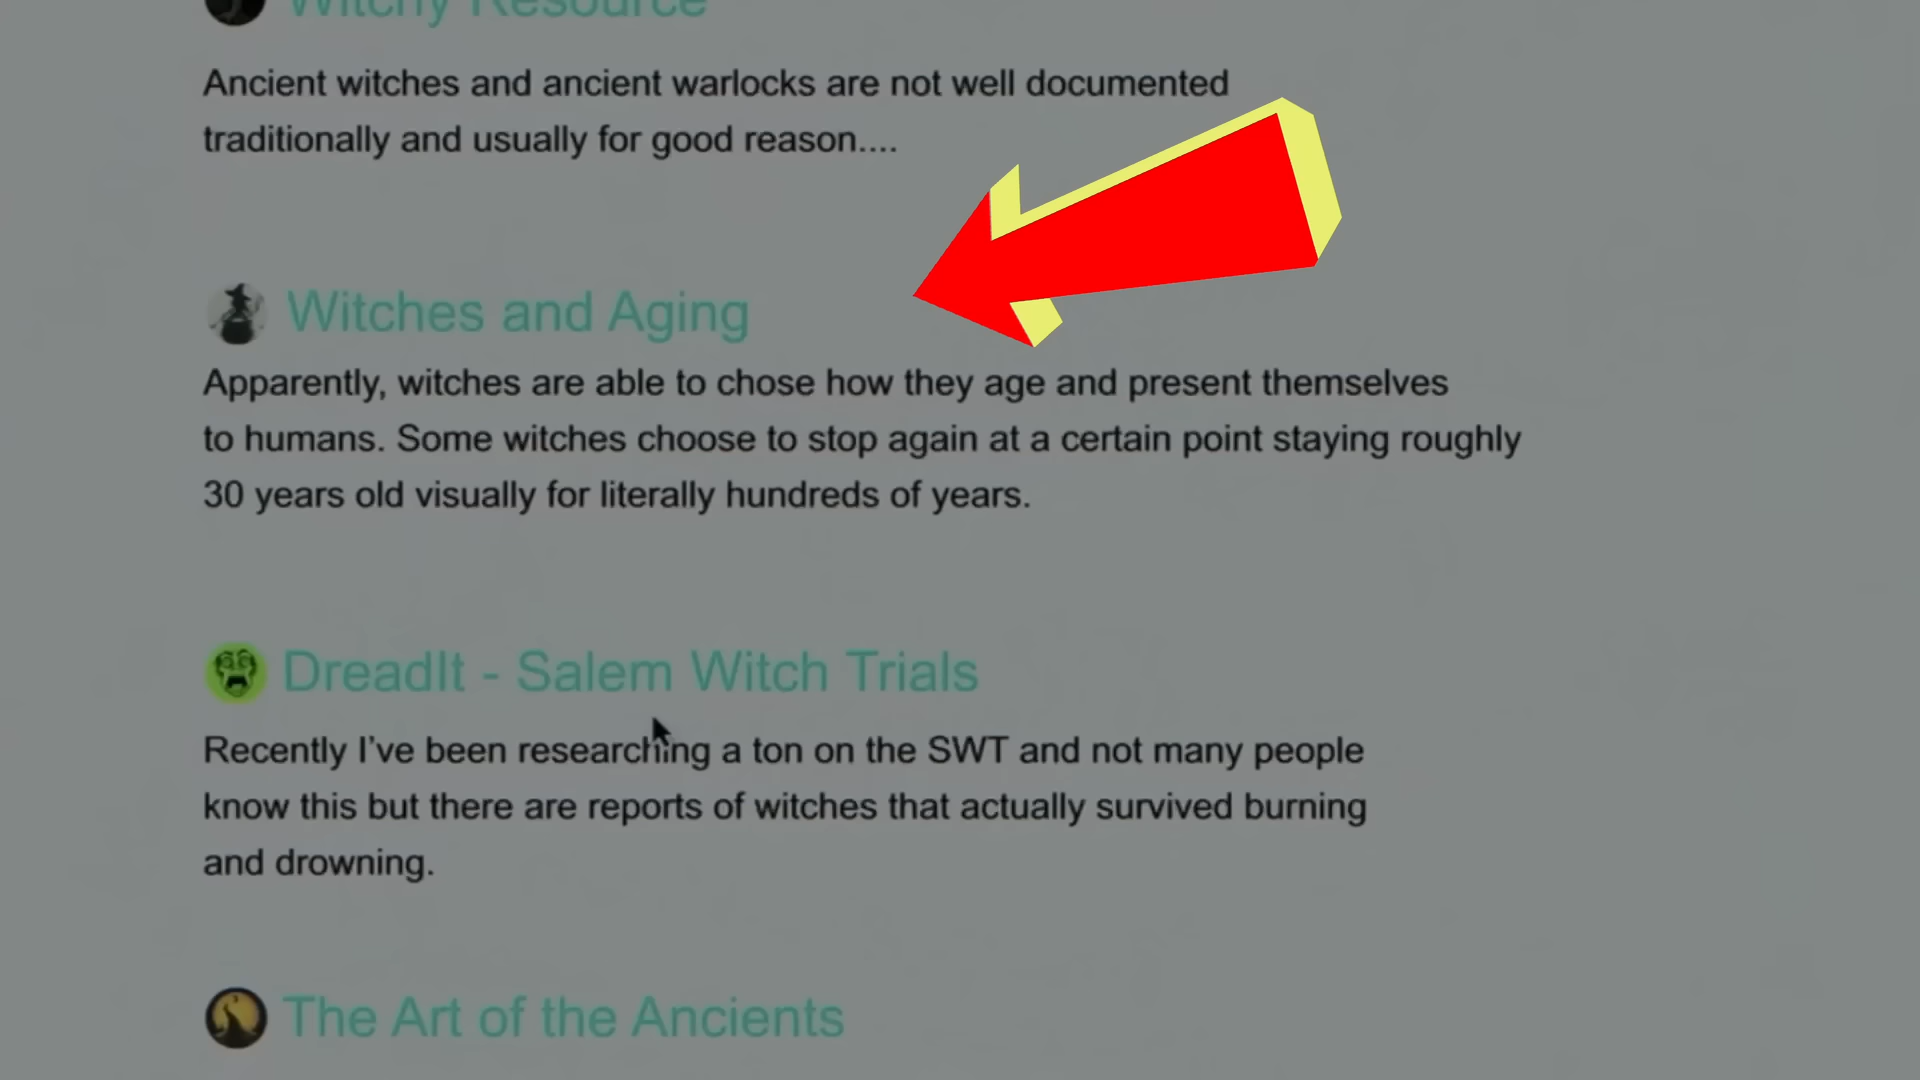 Witchy Resource
Ancient witches and ancient warlocks are not well documented
traditionally and usually for good reason....
Witches and Aging
Apparently, witches are able to chose how they age and present themselves
to humans. Some witches choose to stop again at a certain point staying roughly
30 years old visually for literally hundreds of years.
DreadIt - Salem Witch Trials
Recently I've been researching a ton on the SWT and not many people
know this but there are reports of witches that actually survived burning
and drowning.
The Art of the Ancients